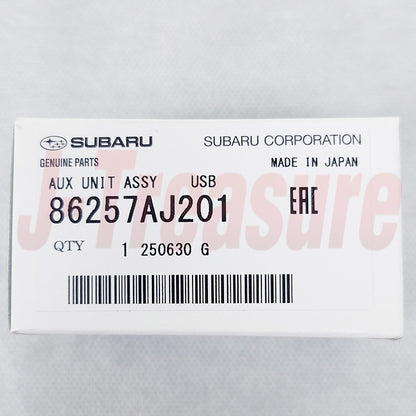 SUBARU SUBARU CORPORATION
GENUINE PARTS MADE IN JAPAN
AUX UNIT ASSY USB
86257AJ201 EAC
QTY 1 250630 G
J-Treasure